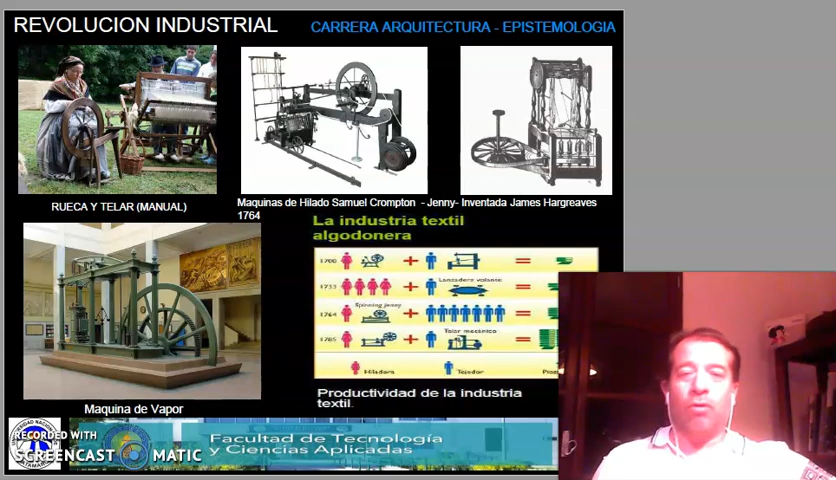 REVOLUCION INDUSTRIAL
CARRERA ARQUITECTURA - EPISTEMOLOGIA
RUECA Y TELAR (MANUAL)
Maquinas de Hilado Samuel Crompton - Jenny- Inventada James Hargreaves
1764
La industria textil
algodonera
1700
1733
Lanzadera volante
1764
Spinning jenny
1785
Telar mecánico
Hiladora
Tejedor
Productividad de la industria
textil.
Maquina de Vapor
Facultad de Tecnología
y Ciencias Aplicadas
RECORDED WITH
SCREENCAST MATIC